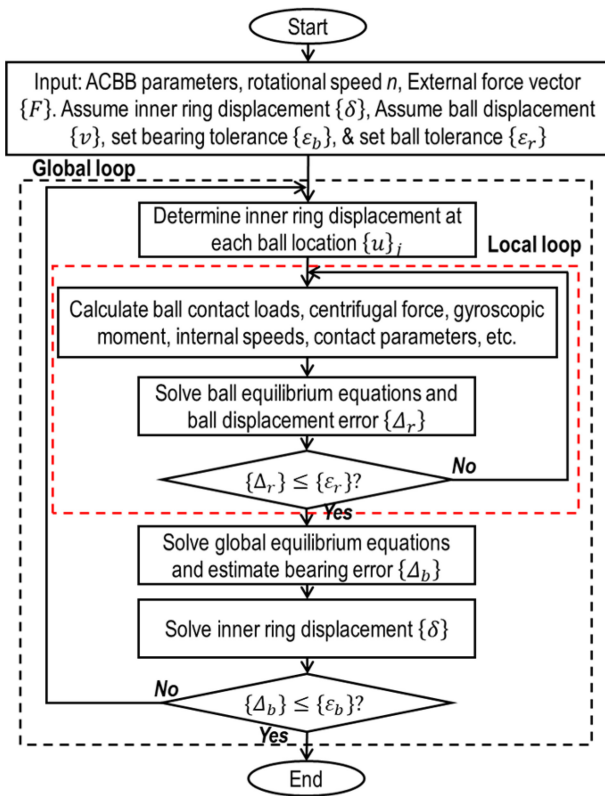 Start
Input: ACBB parameters, rotational speed n, External force vector
{F}. Assume inner ring displacement {δ}, Assume ball displacement
{v}, set bearing tolerance {ε_b}, & set ball tolerance {ε_r}
Global loop
Determine inner ring displacement at
each ball location {u}_j
Local loop
Calculate ball contact loads, centrifugal force, gyroscopic
moment, internal speeds, contact parameters, etc.
Solve ball equilibrium equations and
ball displacement error {Δ_r}
{Δ_r} ≤ {ε_r}?
No
Yes
Solve global equilibrium equations
and estimate bearing error {Δ_b}
Solve inner ring displacement {δ}
No
{Δ_b} ≤ {ε_b}?
Yes
End